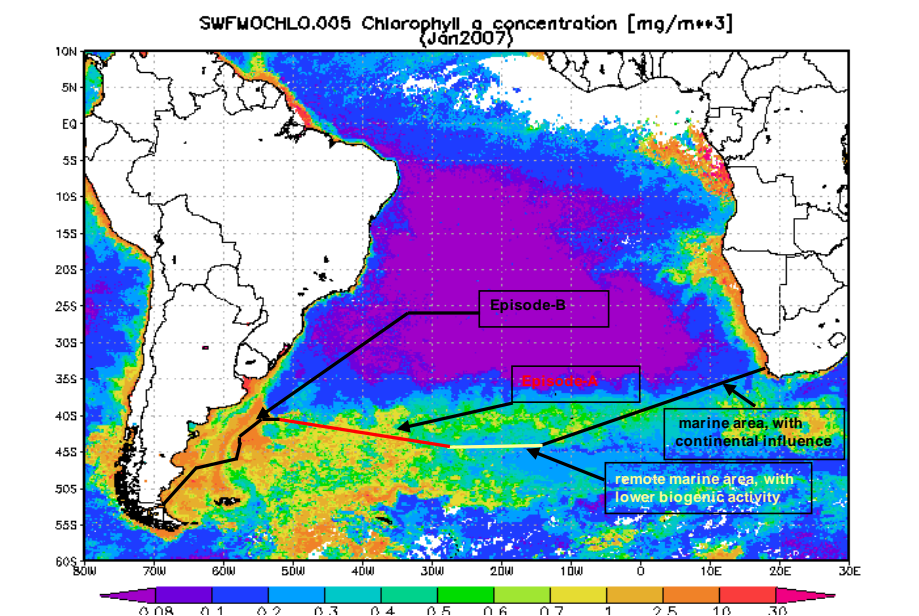 SWFMOCHLO.005 Chlorophyll a concentration [mg/m**3]
(Jan2007)
10N
5N
EQ
5S
10S
15S
20S
25S
30S
35S
40S
45S
50S
55S
60S
Episode-B
Episode-A
marine area, with
continental influence
remote marine area, with
lower biogenic activity
80W 70W 60W 50W 40W 30W 20W 10W 0 10E 20E 30E
0.08 0.1 0.2 0.3 0.4 0.5 0.6 0.7 1 2.5 10 30